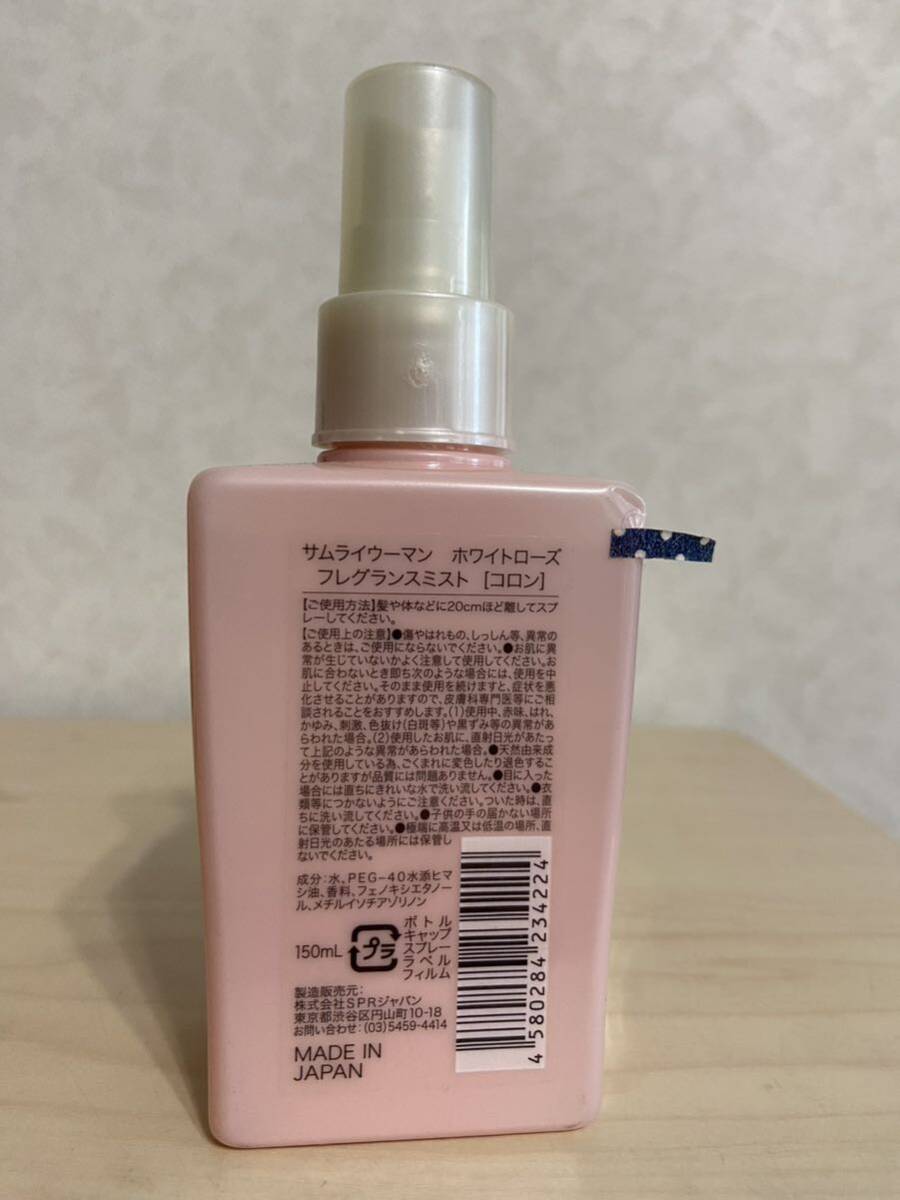 サムライウーマン　ホワイトローズ
フレグランスミスト　[コロン]
【ご使用方法】髪や体などに20cmほど離してスプ
レーしてください。
【ご使用上の注意】●傷やはれもの、しっしん等、異常の
あるときは、ご使用にならないでください。●お肌に異
常が生じていないかよく注意して使用してください。お
肌に合わないとき即ち次のような場合には、使用を中
止してください。そのまま使用を続けますと、症状を悪
化させることがありますので、皮膚科専門医等にご相
談されることをおすすめします。(1)使用中、赤味、はれ、
かゆみ、刺激、色抜け(白斑等)や黒ずみ等の異常があ
らわれた場合。(2)使用したお肌に、直射日光があたっ
て上記のような異常があらわれた場合。●天然由来成
分を使用している為、ごくまれに変色したり退色するこ
とがありますが品質には問題ありません。●目に入った
場合には直ちにきれいな水で洗い流してください。●衣
類等につかないようにご注意ください。ついた時は、直
ちに洗い流してください。●子供の手の届かない場所
に保管してください。●極端に高温又は低温の場所、直
射日光のあたる場所には保管し
ないでください。
成分：水、PEG-40水添ヒマ
シ油、香料、フェノキシエタノー
ル、メチルイソチアゾリノン
150mL
プラ
ボトル
キャップ
スプレー
ラベル
フィルム
製造販売元：
株式会社SPRジャパン
東京都渋谷区円山町10-18
お問い合わせ：(03)5459-4414
MADE IN
JAPAN
4 580284 234224